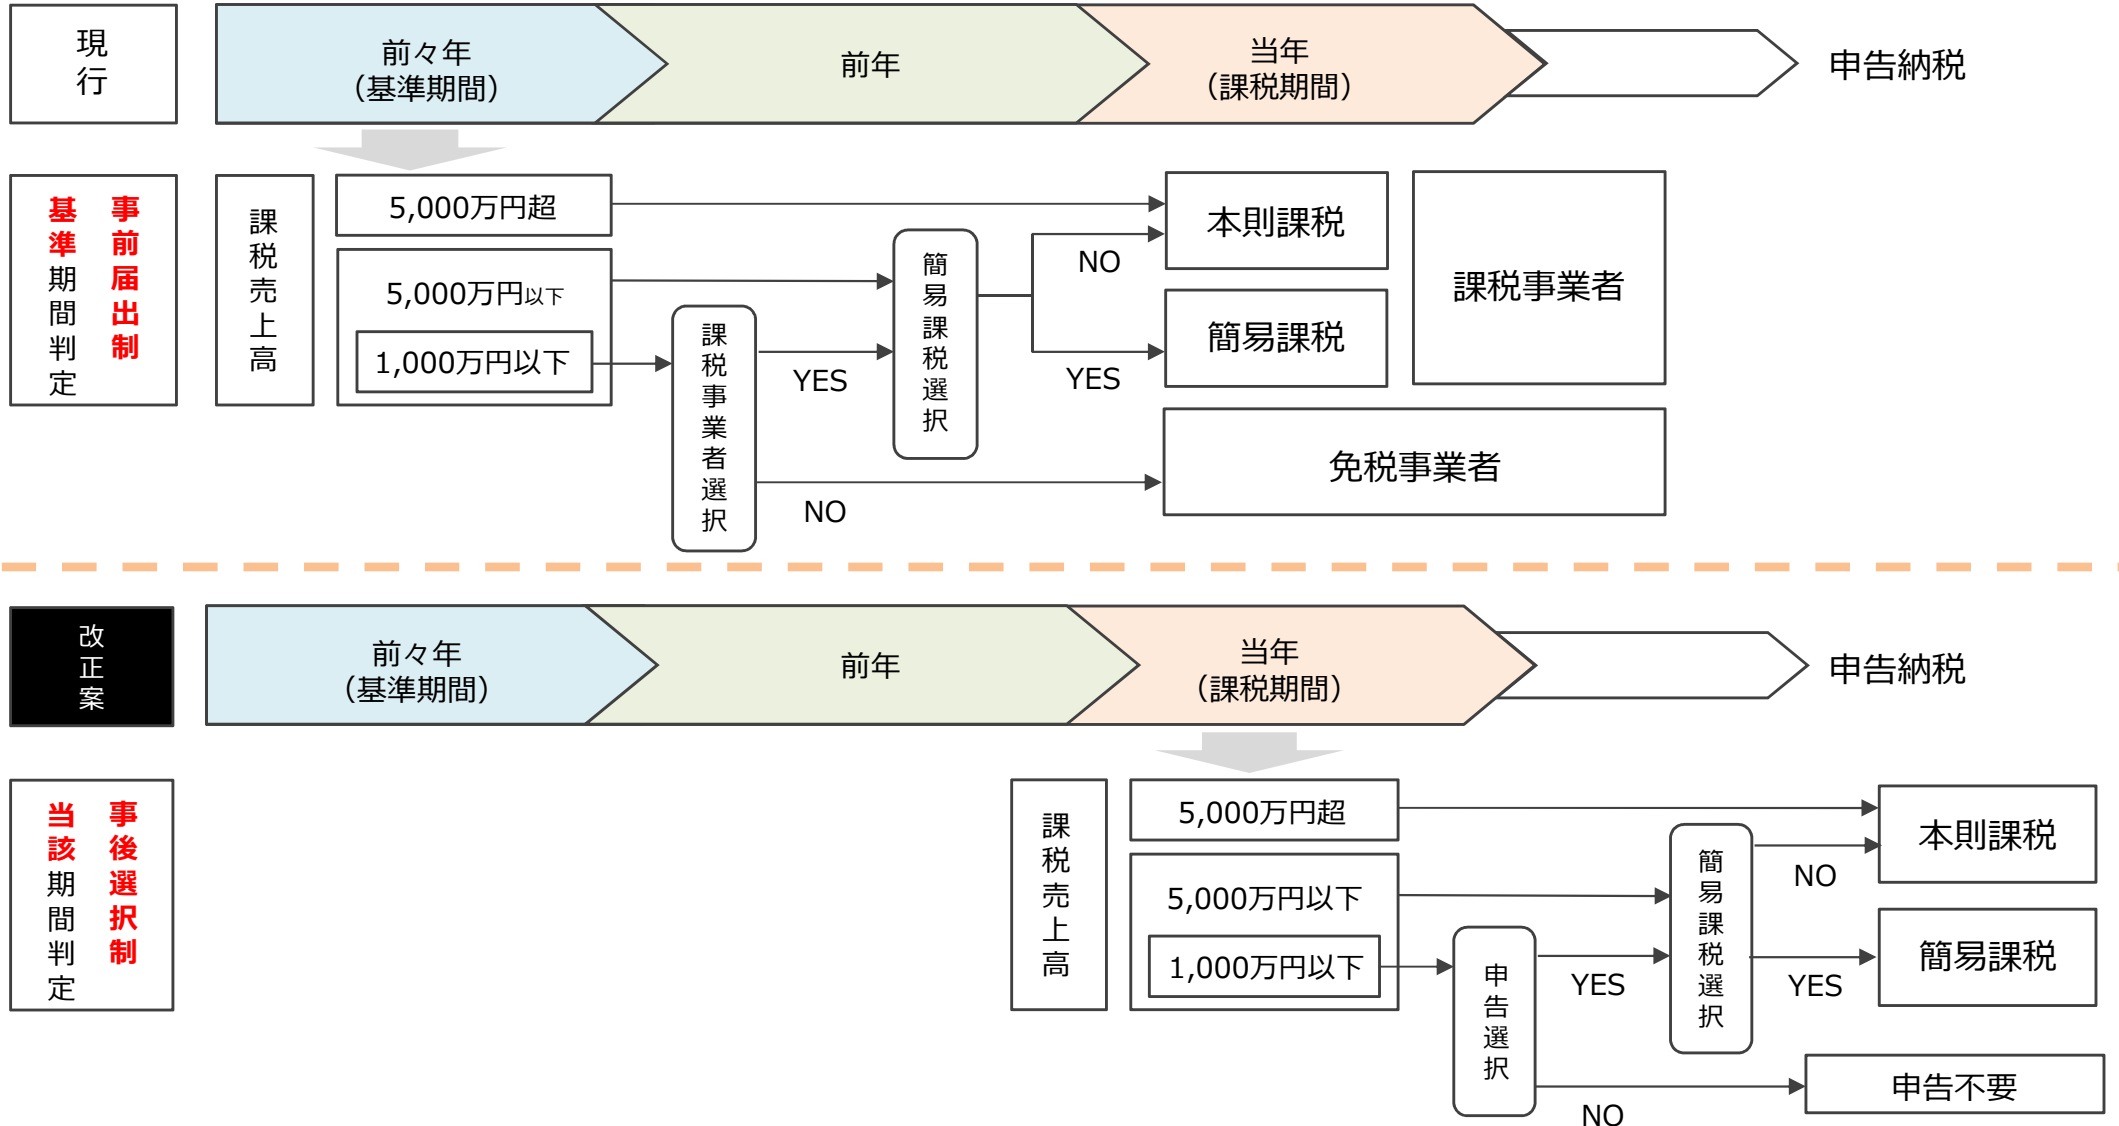 現行
前々年
（基準期間）
前年
当年
（課税期間）
申告納税
事前届出制
基準期間判定
課税売上高
5,000万円超
5,000万円以下
1,000万円以下
課税事業者選択
YES
NO
簡易課税選択
NO
YES
本則課税
簡易課税
課税事業者
免税事業者
改正案
前々年
（基準期間）
前年
当年
（課税期間）
申告納税
事後選択制
当該期間判定
課税売上高
5,000万円超
5,000万円以下
1,000万円以下
申告選択
YES
NO
簡易課税選択
NO
YES
本則課税
簡易課税
申告不要